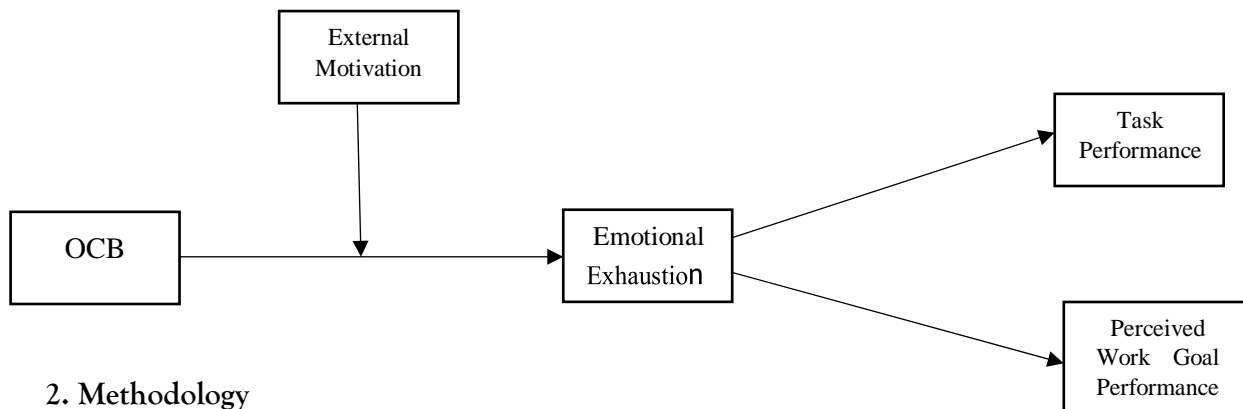 External
Motivation
Task
Performance
OCB
Emotional
Exhaustion
Perceived
Work Goal
Performance
2. Methodology